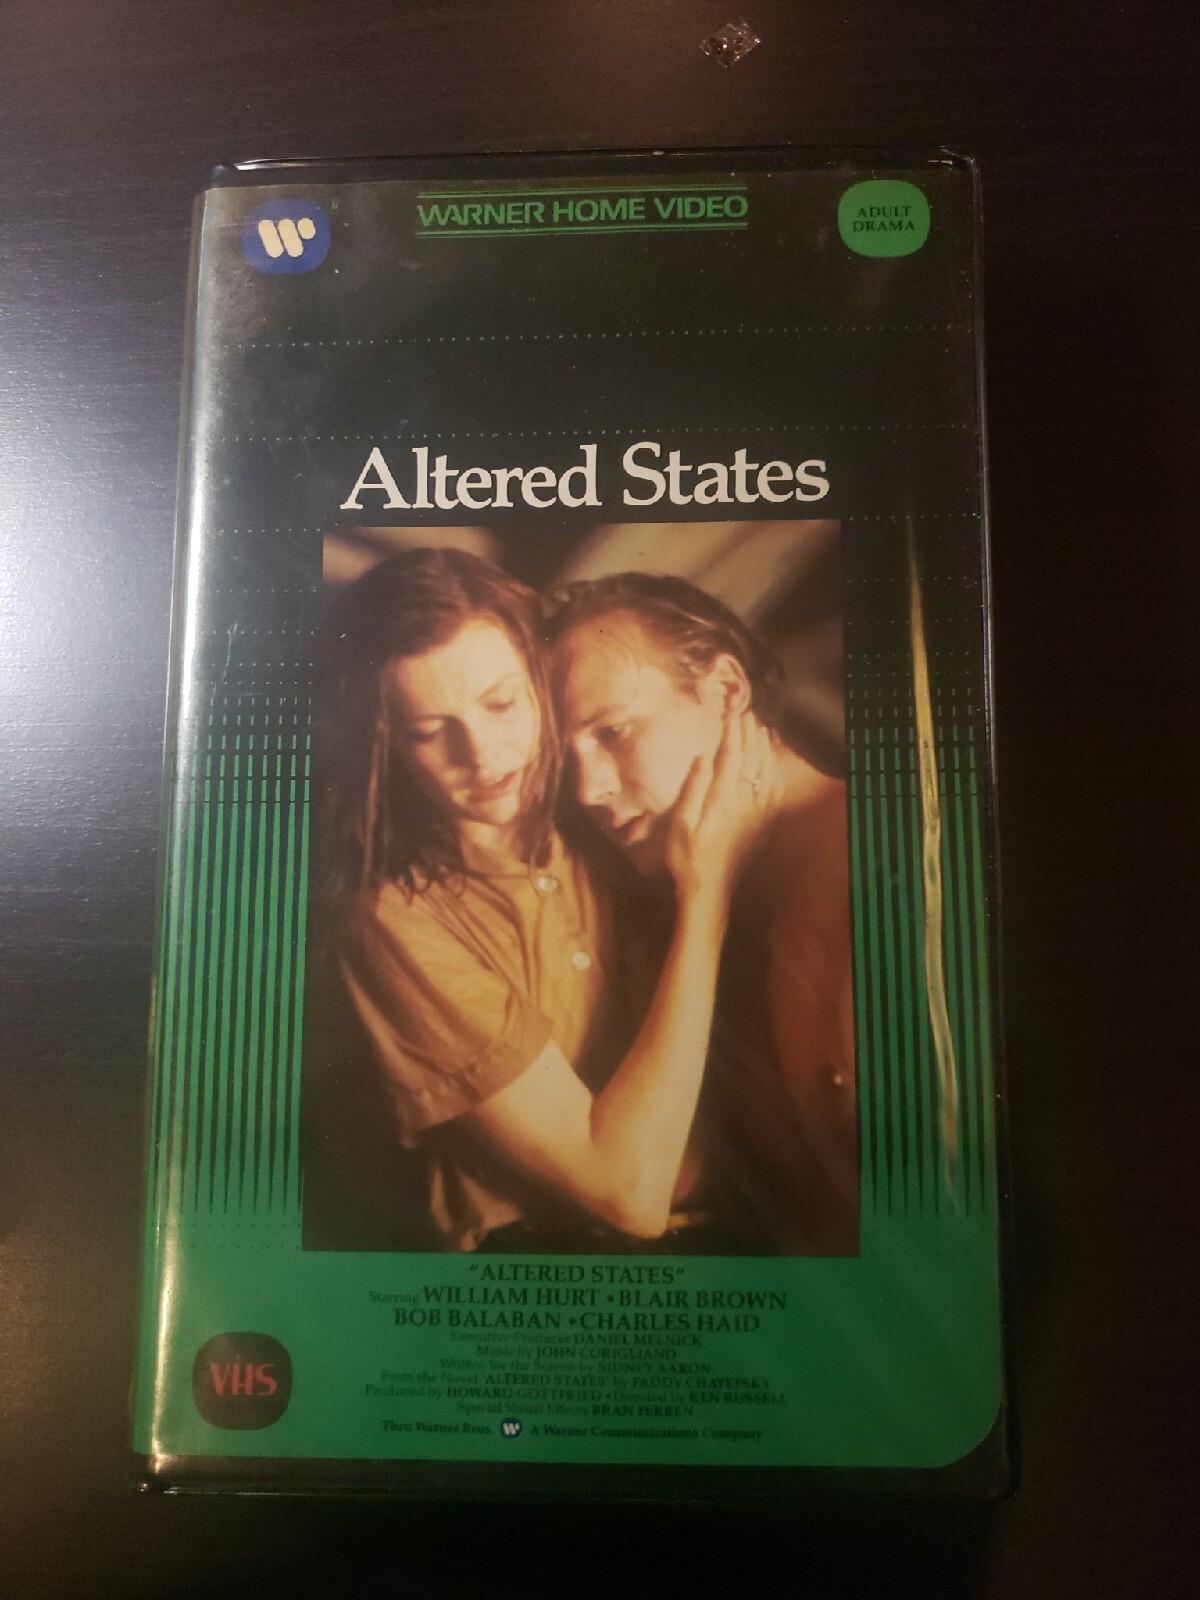 W
R
WARNER HOME VIDEO
ADULT
DRAMA
Altered States
"ALTERED STATES"
Starring WILLIAM HURT • BLAIR BROWN
BOB BALABAN • CHARLES HAID
Executive Producer DANIEL MELNICK
Music by JOHN CORIGLIANO
Written for the Screen by SIDNEY AARON
From the Novel 'ALTERED STATES' by PADDY CHAYEFSKY
Produced by HOWARD GOTTFRIED • Directed by KEN RUSSELL
Special Visual Effects BRAN FERREN
Thru Warner Bros. W A Warner Communications Company
VHS